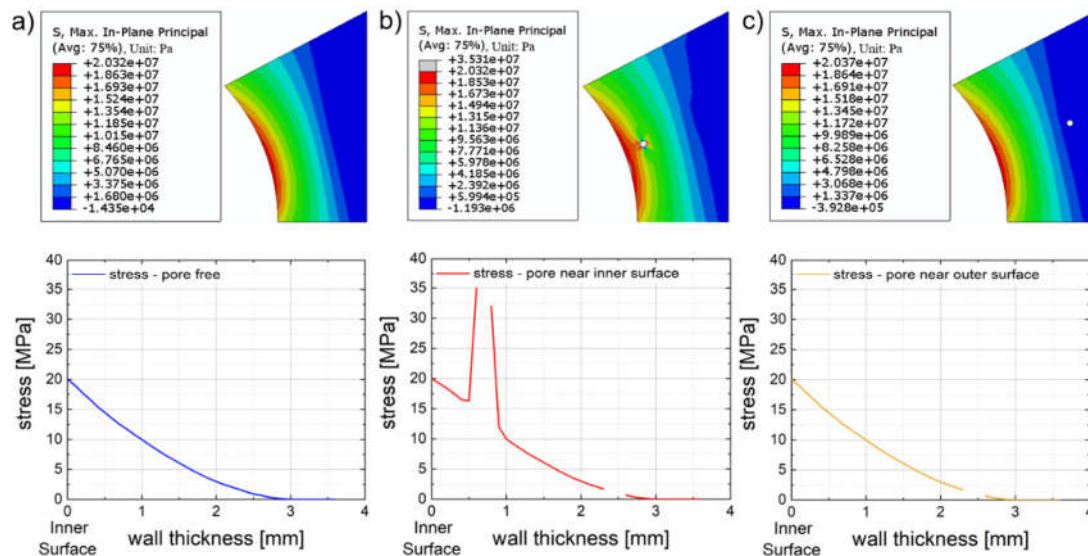 a)
S, Max. In-Plane Principal
(Avg: 75%), Unit: Pa
+2.032e+07
+1.863e+07
+1.693e+07
+1.524e+07
+1.354e+07
+1.185e+07
+1.015e+07
+8.460e+06
+6.765e+06
+5.070e+06
+3.375e+06
+1.680e+06
-1.435e+04
b)
S, Max. In-Plane Principal
(Avg: 75%), Unit: Pa
+3.531e+07
+2.032e+07
+1.853e+07
+1.673e+07
+1.494e+07
+1.315e+07
+1.136e+07
+9.563e+06
+7.771e+06
+5.978e+06
+4.185e+06
+2.392e+06
+5.994e+05
-1.193e+06
c)
S, Max. In-Plane Principal
(Avg: 75%), Unit: Pa
+2.037e+07
+1.864e+07
+1.691e+07
+1.518e+07
+1.345e+07
+1.172e+07
+9.989e+06
+8.258e+06
+6.528e+06
+4.798e+06
+3.068e+06
+1.337e+06
-3.928e+05
stress - pore free
stress [MPa]
40
35
30
25
20
15
10
5
0
0 1 2 3 4
Inner
Surface
wall thickness [mm]
stress - pore near inner surface
stress [MPa]
40
35
30
25
20
15
10
5
0
0 1 2 3 4
Inner
Surface
wall thickness [mm]
stress - pore near outer surface
stress [MPa]
40
35
30
25
20
15
10
5
0
0 1 2 3 4
Inner
Surface
wall thickness [mm]